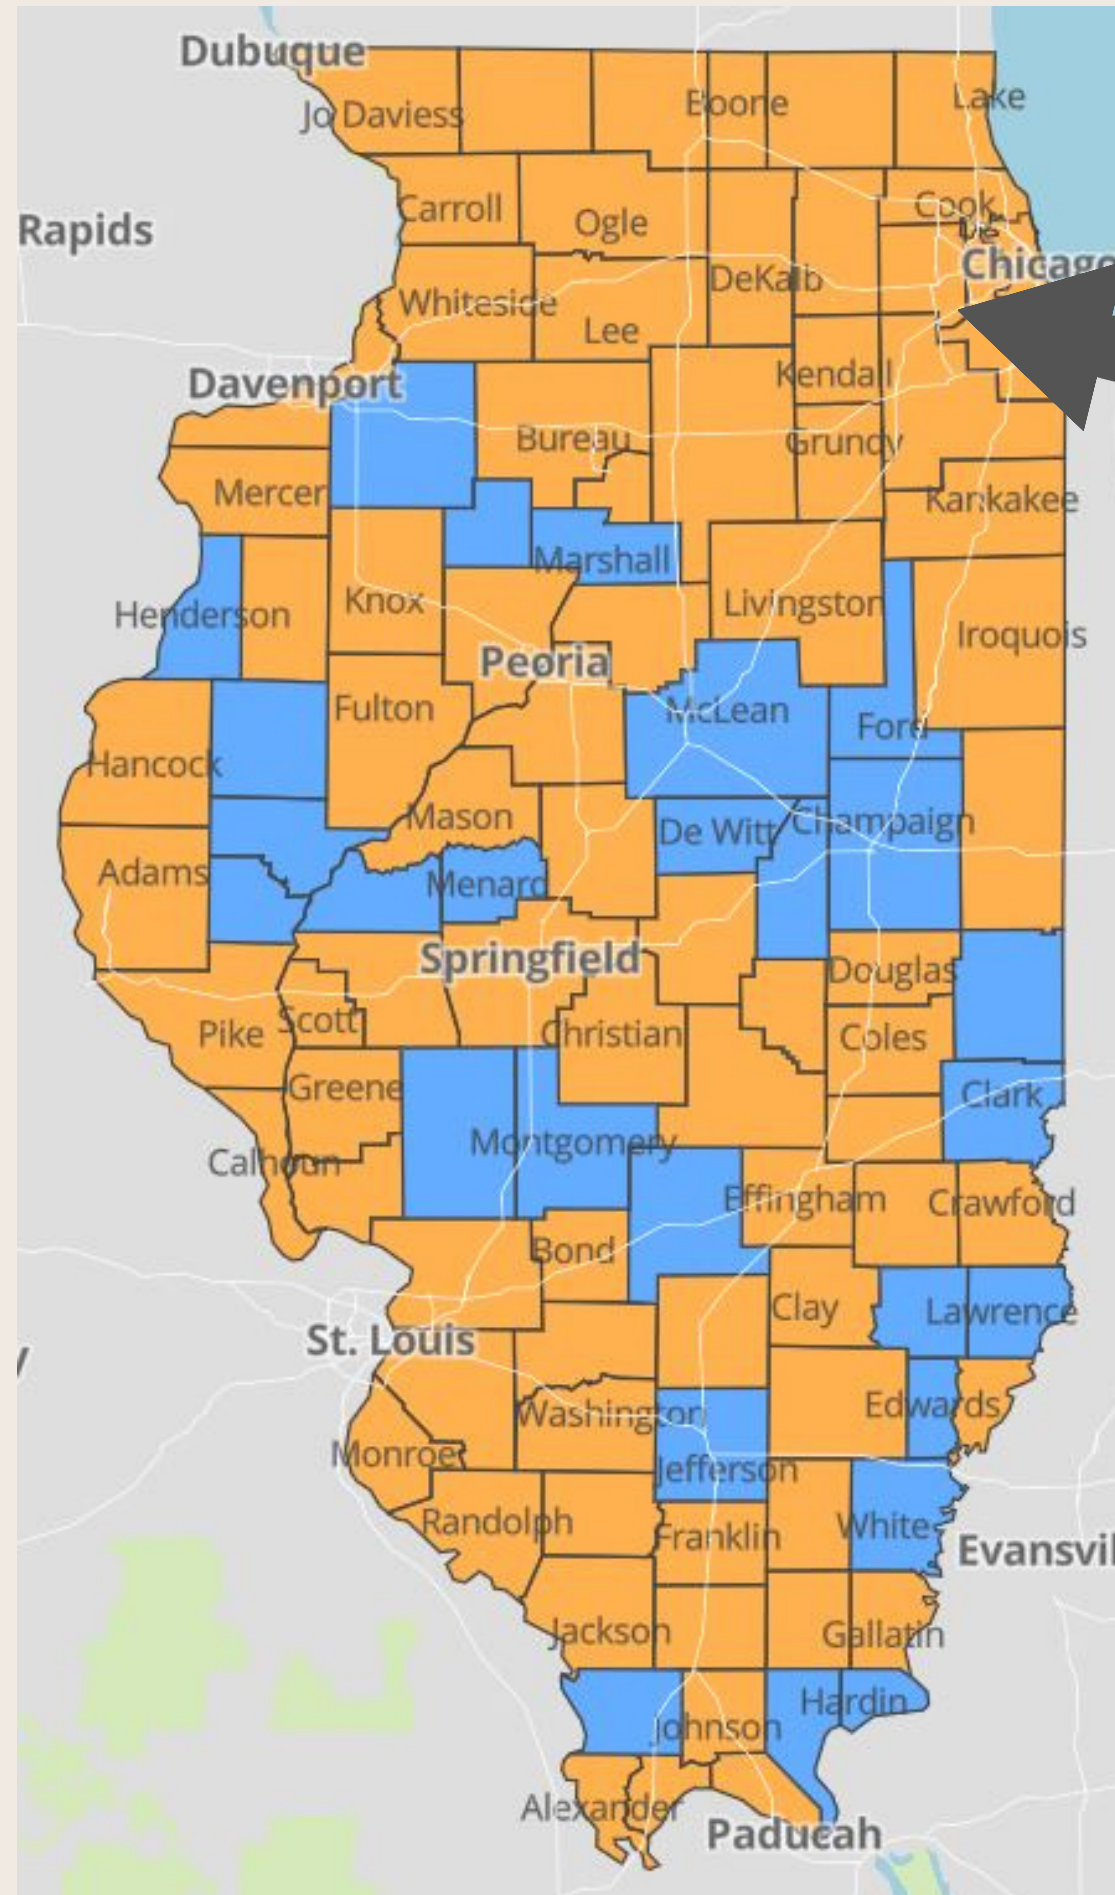 Dubuque
Boone
Lake
Jo Daviess
Carroll
Cook
Ogle
Rapids
Chicago
DeKalb
Whiteside
Lee
Kendall
Davenport
Bureau
Grundy
Mercer
Kankakee
Marshall
Knox
Livingston
Henderson
Iroquois
Peoria
Fulton
McLean
Ford
Hancock
Mason
De Witt
Champaign
Adams
Menard
Springfield
Douglas
Scott
Pike
Christian
Coles
Greene
Clark
Montgomery
Calhoun
Effingham
Crawford
Bond
Clay
Lawrence
St. Louis
y
Edwards
Washington
Monroe
Jefferson
Randolph
Franklin
White
Evansvil
Jackson
Gallatin
Hardin
Johnson
Alexander
Paducah